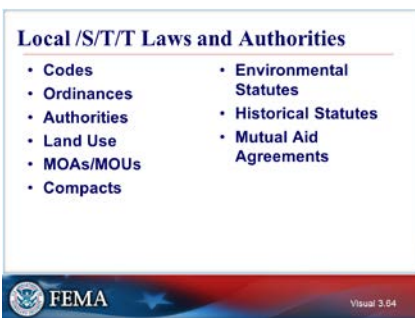 Local /S/T/T Laws and Authorities
• Codes
• Ordinances
• Authorities
• Land Use
• MOAs/MOUs
• Compacts
• Environmental
Statutes
• Historical Statutes
• Mutual Aid
Agreements
FEMA
Visual 3.64